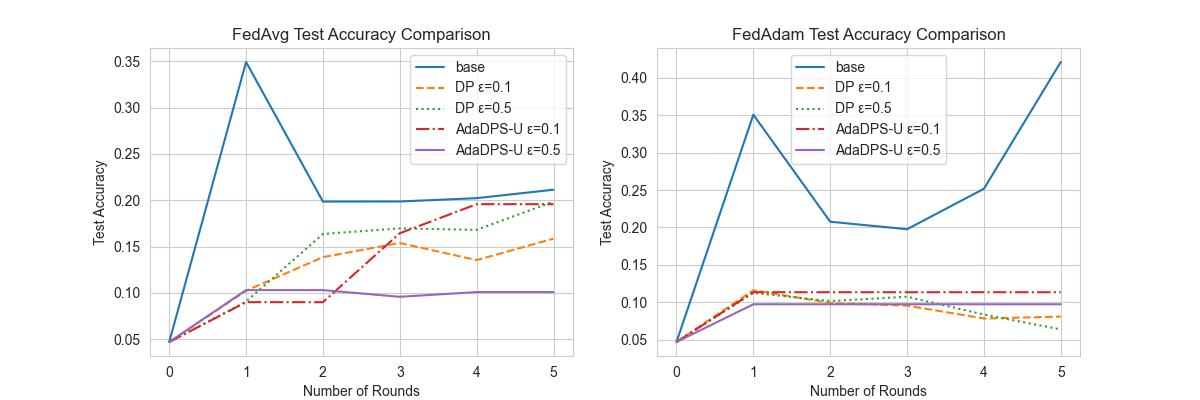 FedAvg Test Accuracy Comparison
0.35
0.30
0.25
0.20
0.15
0.10
0.05
Test Accuracy
base
DP ε=0.1
DP ε=0.5
AdaDPS-U ε=0.1
AdaDPS-U ε=0.5
0 1 2 3 4 5
Number of Rounds
FedAdam Test Accuracy Comparison
0.40
0.35
0.30
0.25
0.20
0.15
0.10
0.05
Test Accuracy
base
DP ε=0.1
DP ε=0.5
AdaDPS-U ε=0.1
AdaDPS-U ε=0.5
0 1 2 3 4 5
Number of Rounds